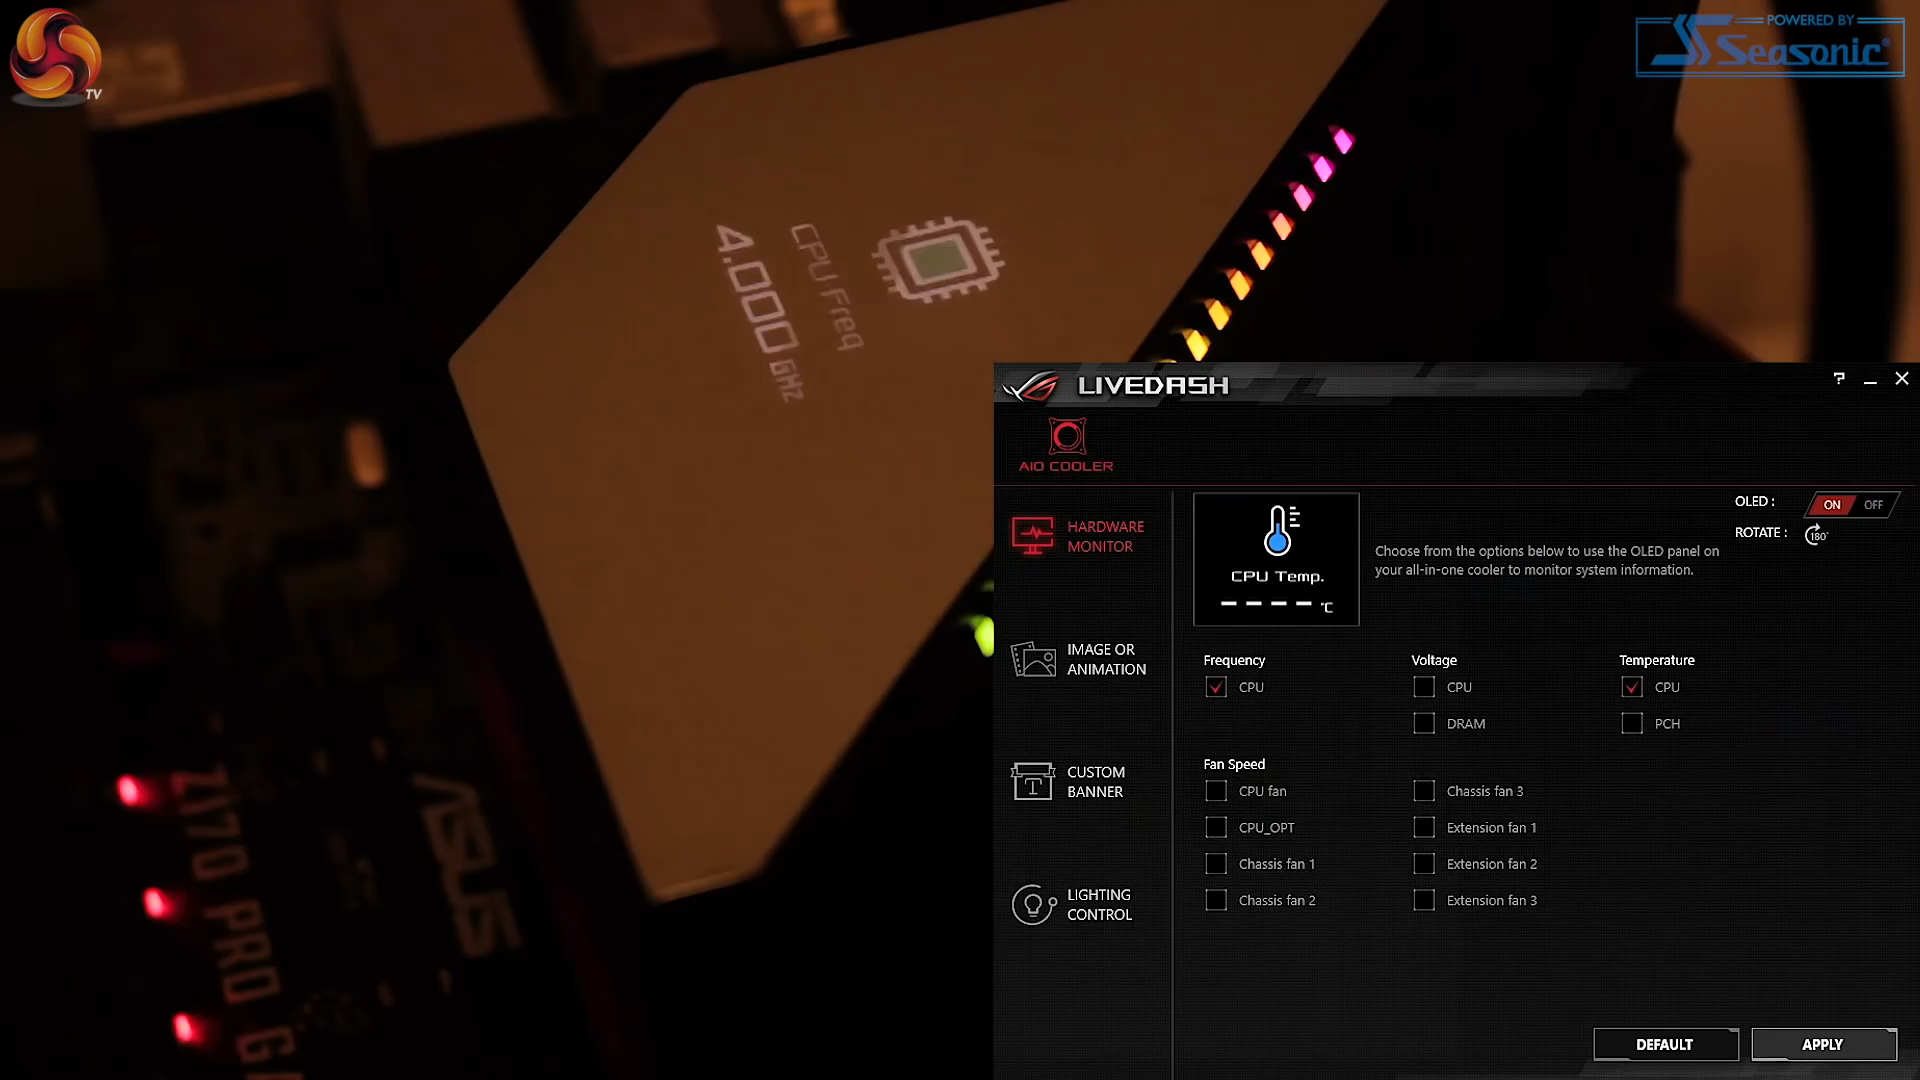 TV
POWERED BY
Seasonic®
CPU Freq
4.000 GHz
Z170 PRO G
ASUS
LIVEDASH
?
AIO COOLER
HARDWARE
MONITOR
IMAGE OR
ANIMATION
CUSTOM
BANNER
LIGHTING
CONTROL
CPU Temp.
---- °C
Choose from the options below to use the OLED panel on
your all-in-one cooler to monitor system information.
OLED : ON OFF
ROTATE : 180°
Frequency
CPU
Voltage
CPU
DRAM
Temperature
CPU
PCH
Fan Speed
CPU fan
CPU_OPT
Chassis fan 1
Chassis fan 2
Chassis fan 3
Extension fan 1
Extension fan 2
Extension fan 3
DEFAULT
APPLY